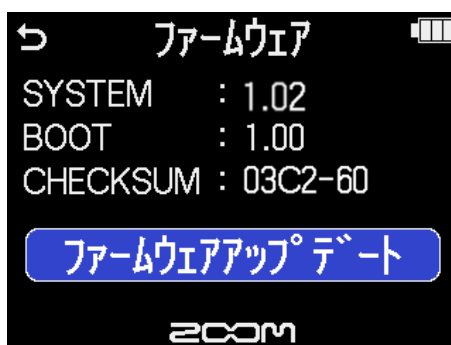 ファームウェア
SYSTEM : 1.02
BOOT : 1.00
CHECKSUM : 03C2-60
ファームウェアアップデート
ZOOM